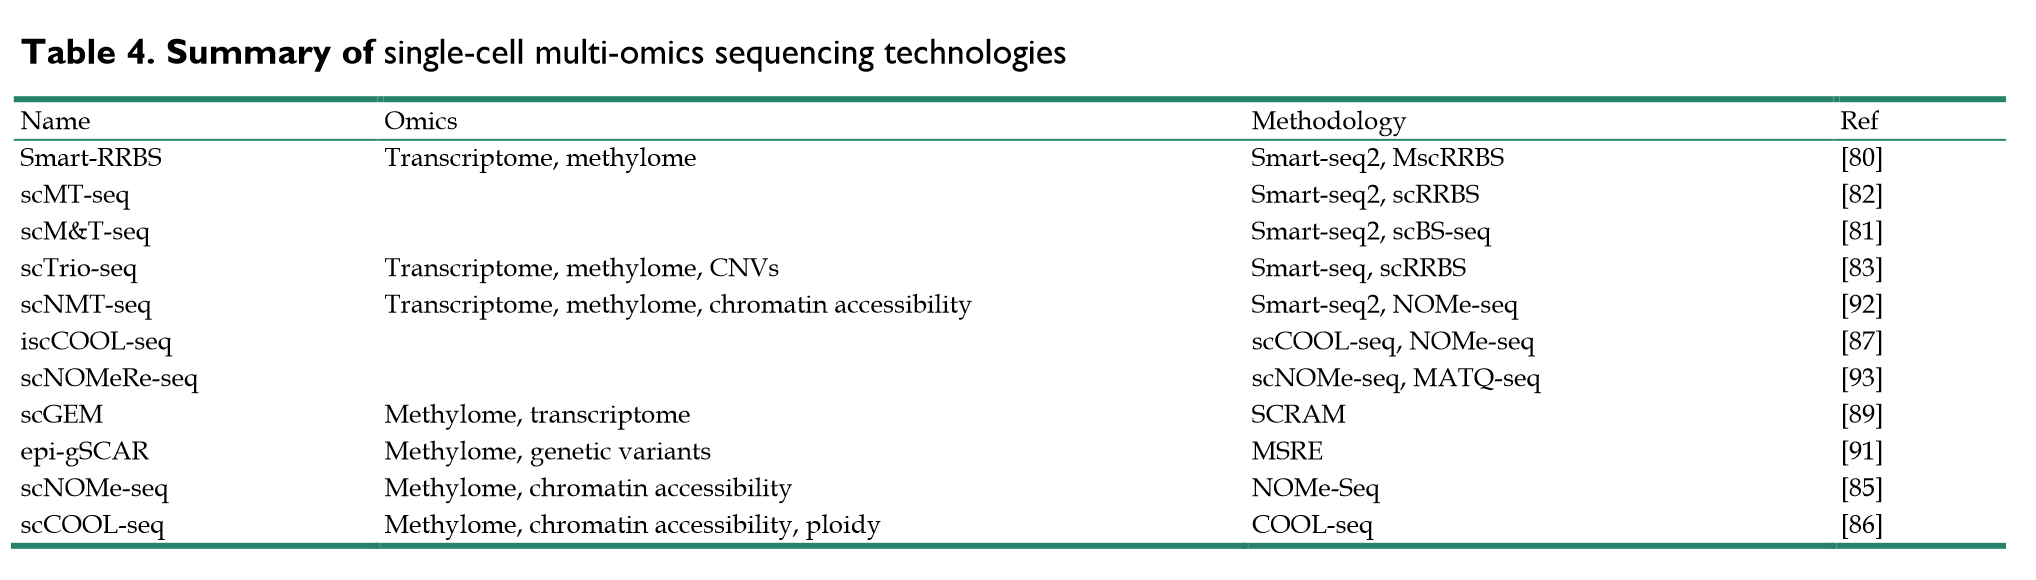 Table 4. Summary of single-cell multi-omics sequencing technologies
Name Omics Methodology Ref
Smart-RRBS Transcriptome, methylome Smart-seq2, MscRRBS [80]
scMT-seq Smart-seq2, scRRBS [82]
scM&T-seq Smart-seq2, scBS-seq [81]
scTrio-seq Transcriptome, methylome, CNVs Smart-seq, scRRBS [83]
scNMT-seq Transcriptome, methylome, chromatin accessibility Smart-seq2, NOMe-seq [92]
iscCOOL-seq scCOOL-seq, NOMe-seq [87]
scNOMeRe-seq scNOMe-seq, MATQ-seq [93]
scGEM Methylome, transcriptome SCRAM [89]
epi-gSCAR Methylome, genetic variants MSRE [91]
scNOMe-seq Methylome, chromatin accessibility NOMe-Seq [85]
scCOOL-seq Methylome, chromatin accessibility, ploidy COOL-seq [86]